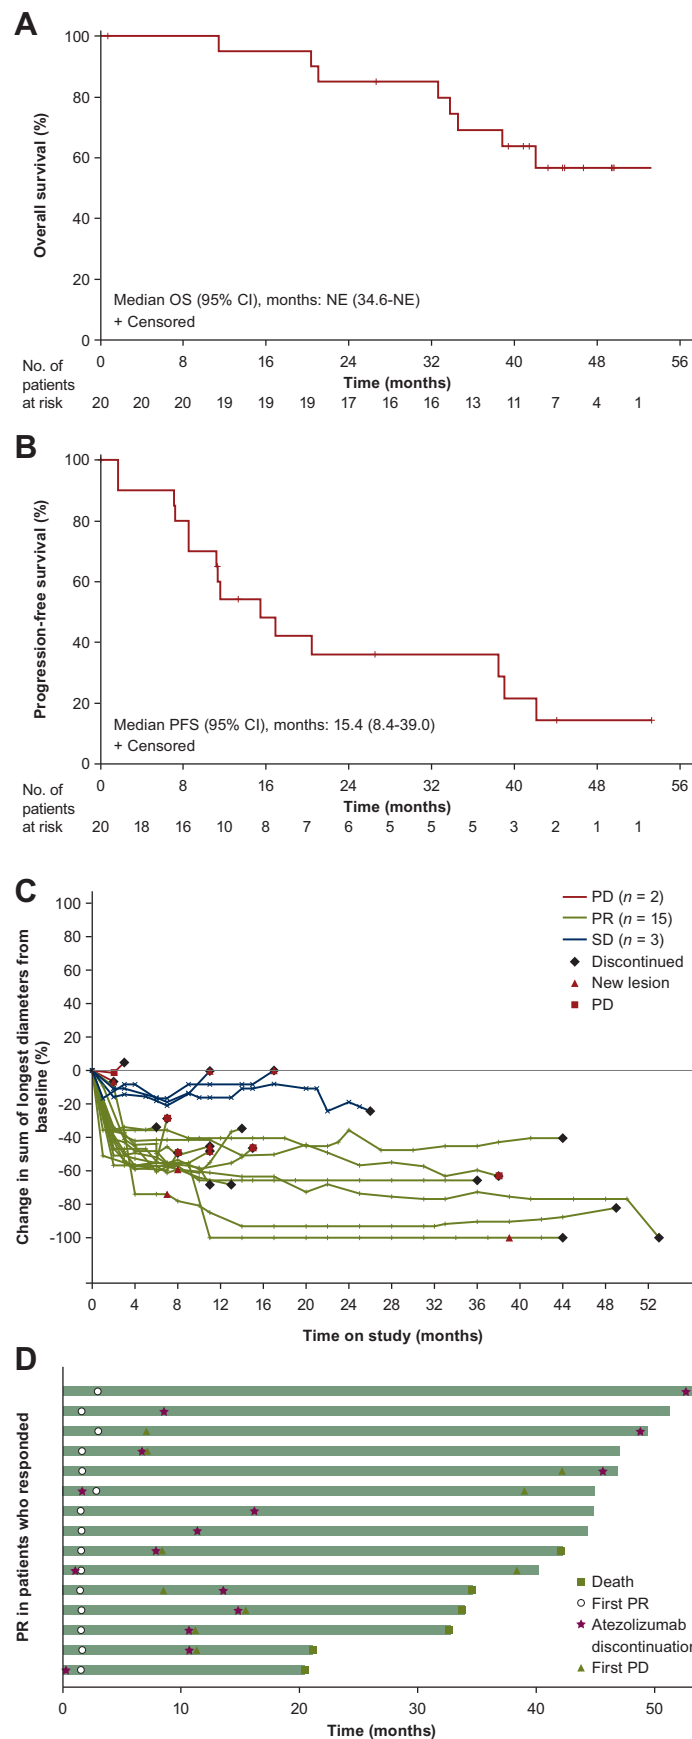 A
100
80
60
40
20
0
Overall survival (%)
Median OS (95% CI), months: NE (34.6-NE)
+ Censored
0 8 16 24 32 40 48 56
Time (months)
No. of
patients
at risk
20 20 20 19 19 19 17 16 16 13 11 7 4 1
B
100
80
60
40
20
0
Progression-free survival (%)
Median PFS (95% CI), months: 15.4 (8.4-39.0)
+ Censored
0 8 16 24 32 40 48 56
Time (months)
No. of
patients
at risk
20 18 16 10 8 7 6 5 5 5 3 2 1 1
C
100
80
60
40
20
0
-20
-40
-60
-80
-100
Change in sum of longest diameters from
baseline (%)
PD (n = 2)
PR (n = 15)
SD (n = 3)
Discontinued
New lesion
PD
0 4 8 12 16 20 24 28 32 36 40 44 48 52
Time on study (months)
D
PR in patients who responded
Death
First PR
Atezolizumab
discontinuation
First PD
0 10 20 30 40 50
Time (months)